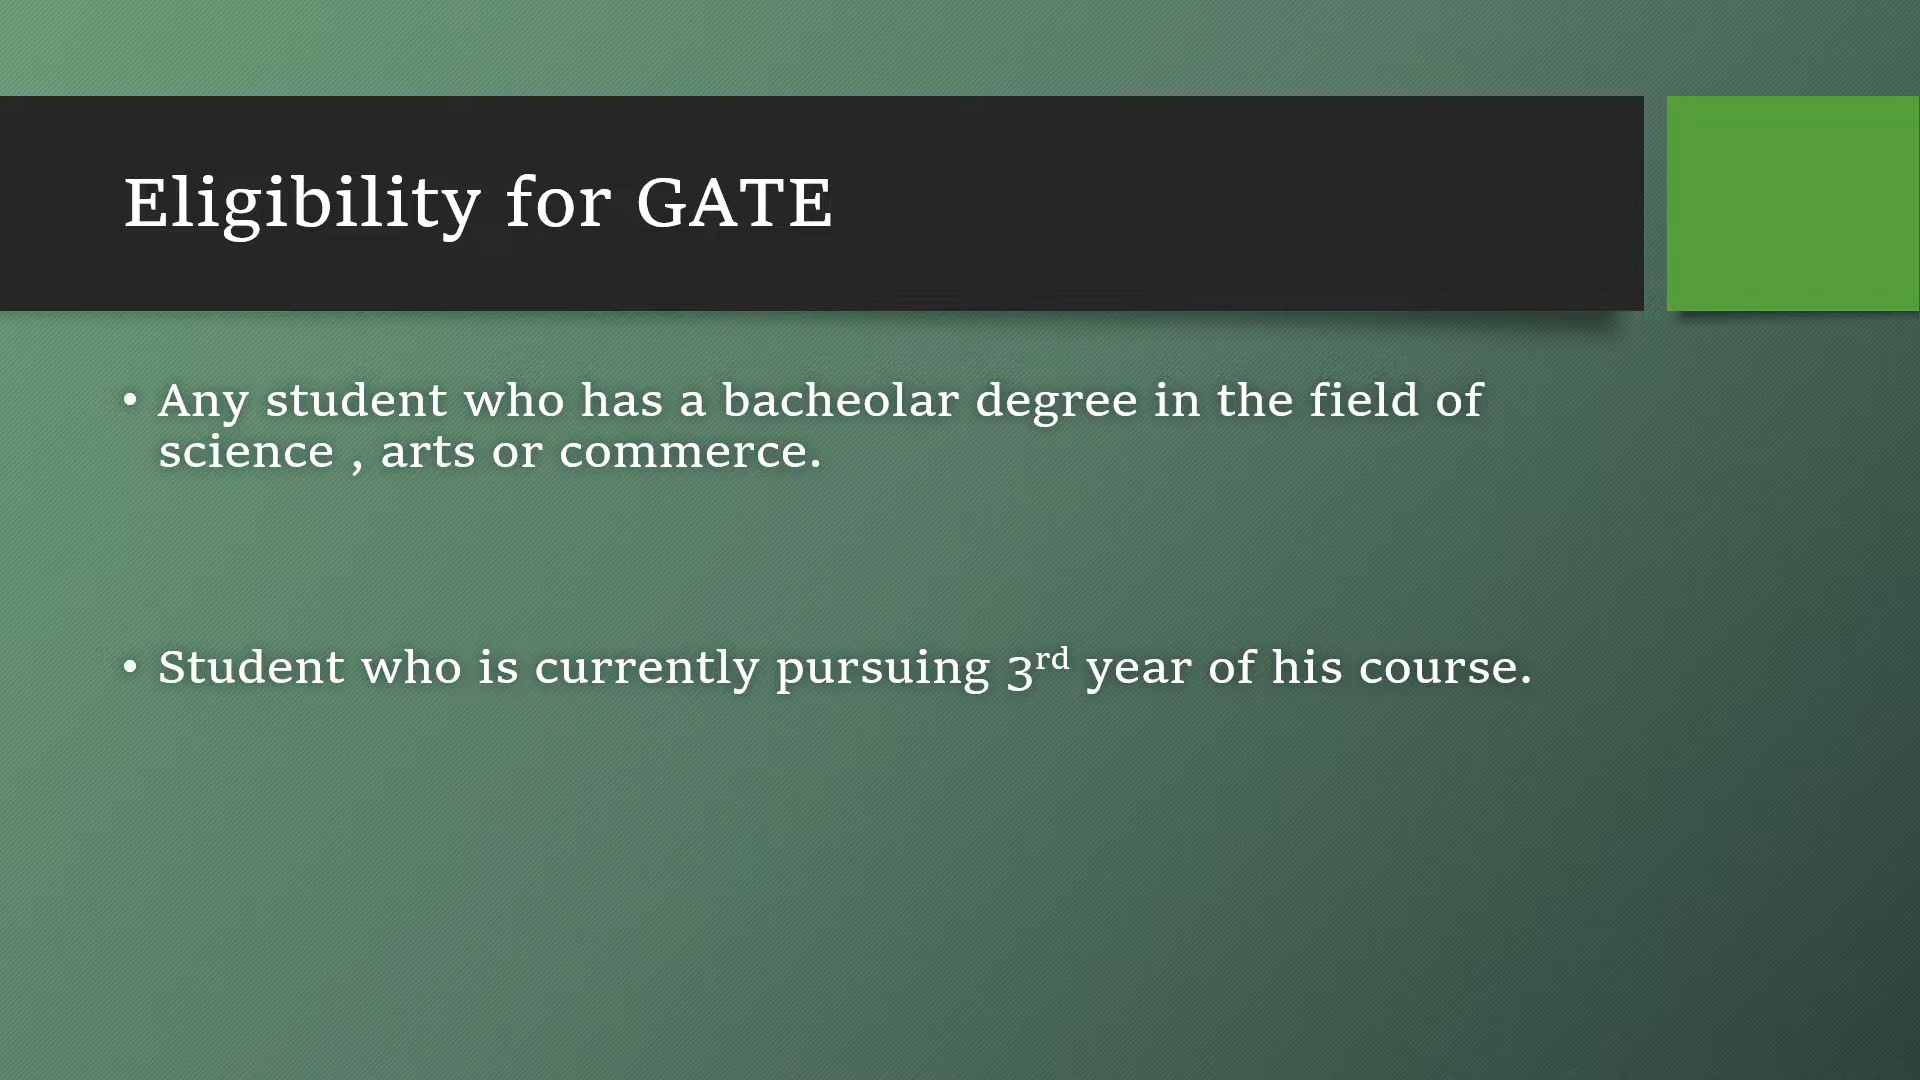 Eligibility for GATE
• Any student who has a bacheolar degree in the field of
science , arts or commerce.
• Student who is currently pursuing 3rd year of his course.